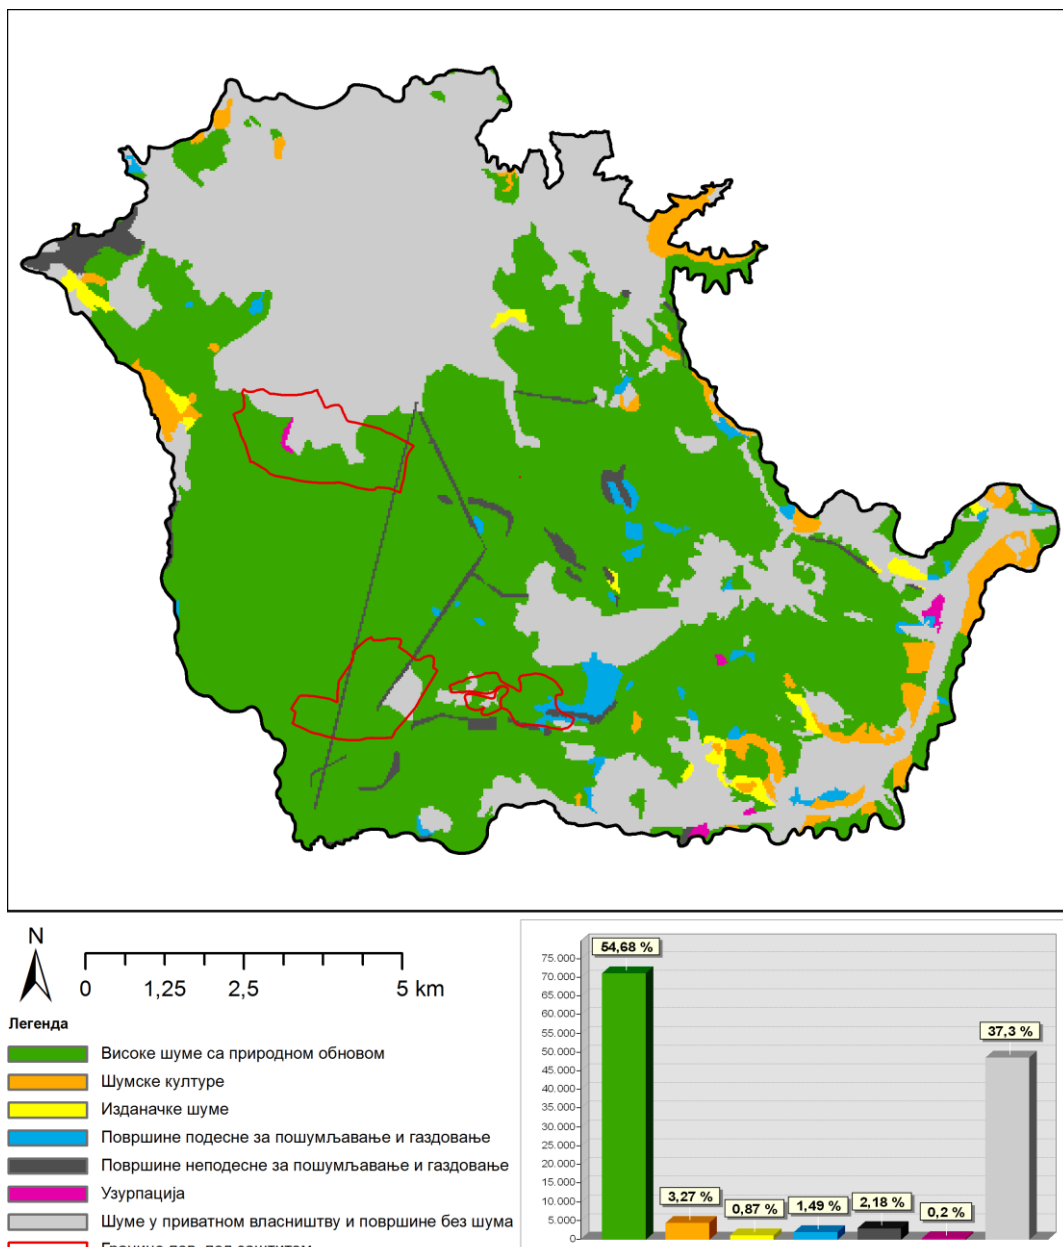 N
0 1,25 2,5 5 km
Легенда
Високе шуме са природном обновом
Шумске културе
Изданачке шуме
Површине подесне за пошумљавање и газдовање
Површине неподесне за пошумљавање и газдовање
Узурпација
Шуме у приватном власништву и површине без шума
54,68 %
3,27 %
0,87 %
1,49 %
2,18 %
0,2 %
37,3 %
75.000
70.000
65.000
60.000
55.000
50.000
45.000
40.000
35.000
30.000
25.000
20.000
15.000
10.000
5.000
0